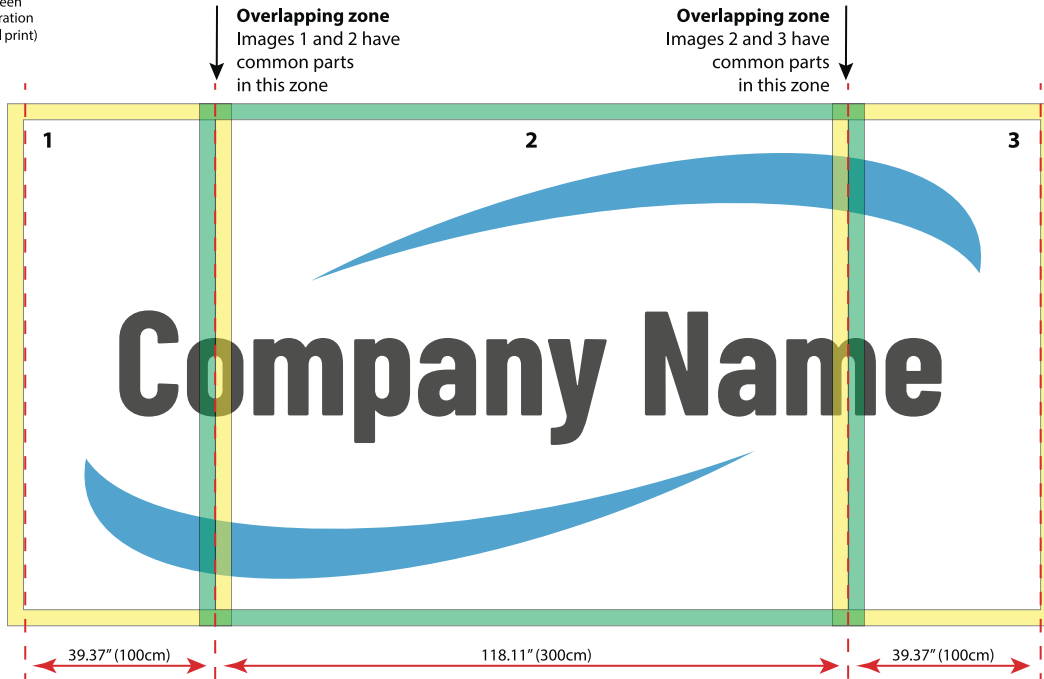 ration
print)
Overlapping zone
Images 1 and 2 have
common parts
in this zone
Overlapping zone
Images 2 and 3 have
common parts
in this zone
1
2
3
Company Name
39.37” (100cm)
118.11” (300cm)
39.37” (100cm)